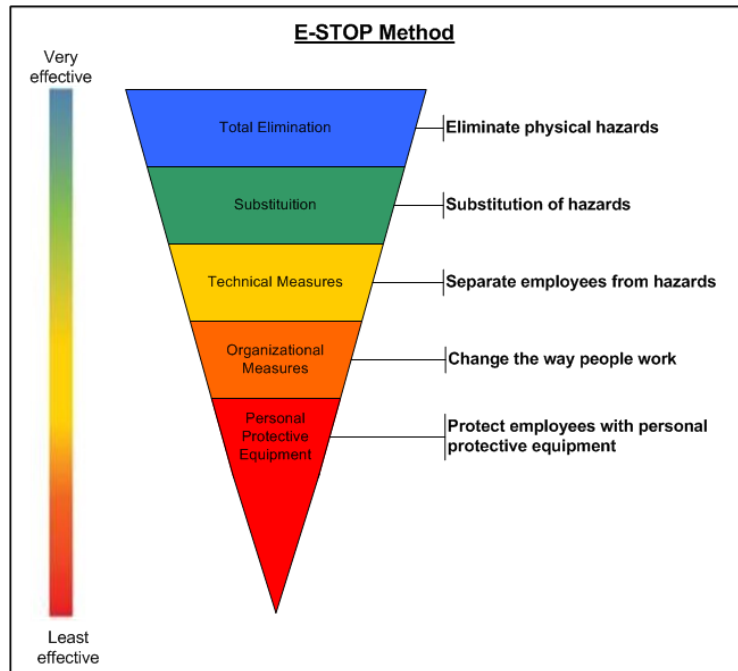 E-STOP Method
Very
effective
Total Elimination
Eliminate physical hazards
Substituition
Substitution of hazards
Technical Measures
Separate employees from hazards
Organizational
Measures
Change the way people work
Personal
Protective
Equipment
Protect employees with personal
protective equipment
Least
effective